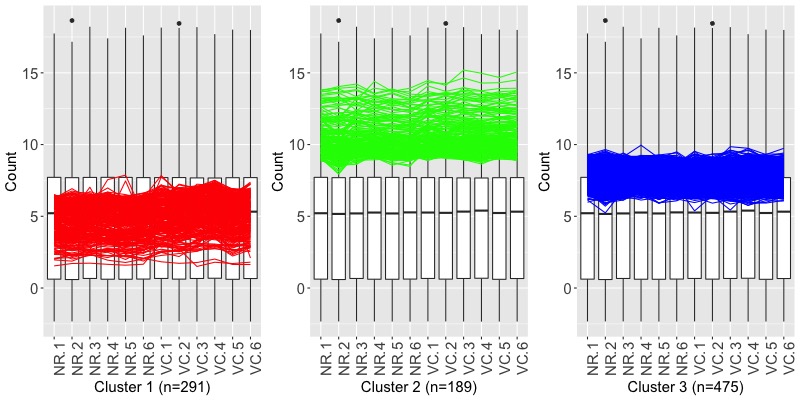 Count
15
10
5
0
NR.1 NR.2 NR.3 NR.4 NR.5 NR.6 VC.1 VC.2 VC.3 VC.4 VC.5 VC.6
Cluster 1 (n=291)
Count
15
10
5
0
NR.1 NR.2 NR.3 NR.4 NR.5 NR.6 VC.1 VC.2 VC.3 VC.4 VC.5 VC.6
Cluster 2 (n=189)
Count
15
10
5
0
NR.1 NR.2 NR.3 NR.4 NR.5 NR.6 VC.1 VC.2 VC.3 VC.4 VC.5 VC.6
Cluster 3 (n=475)